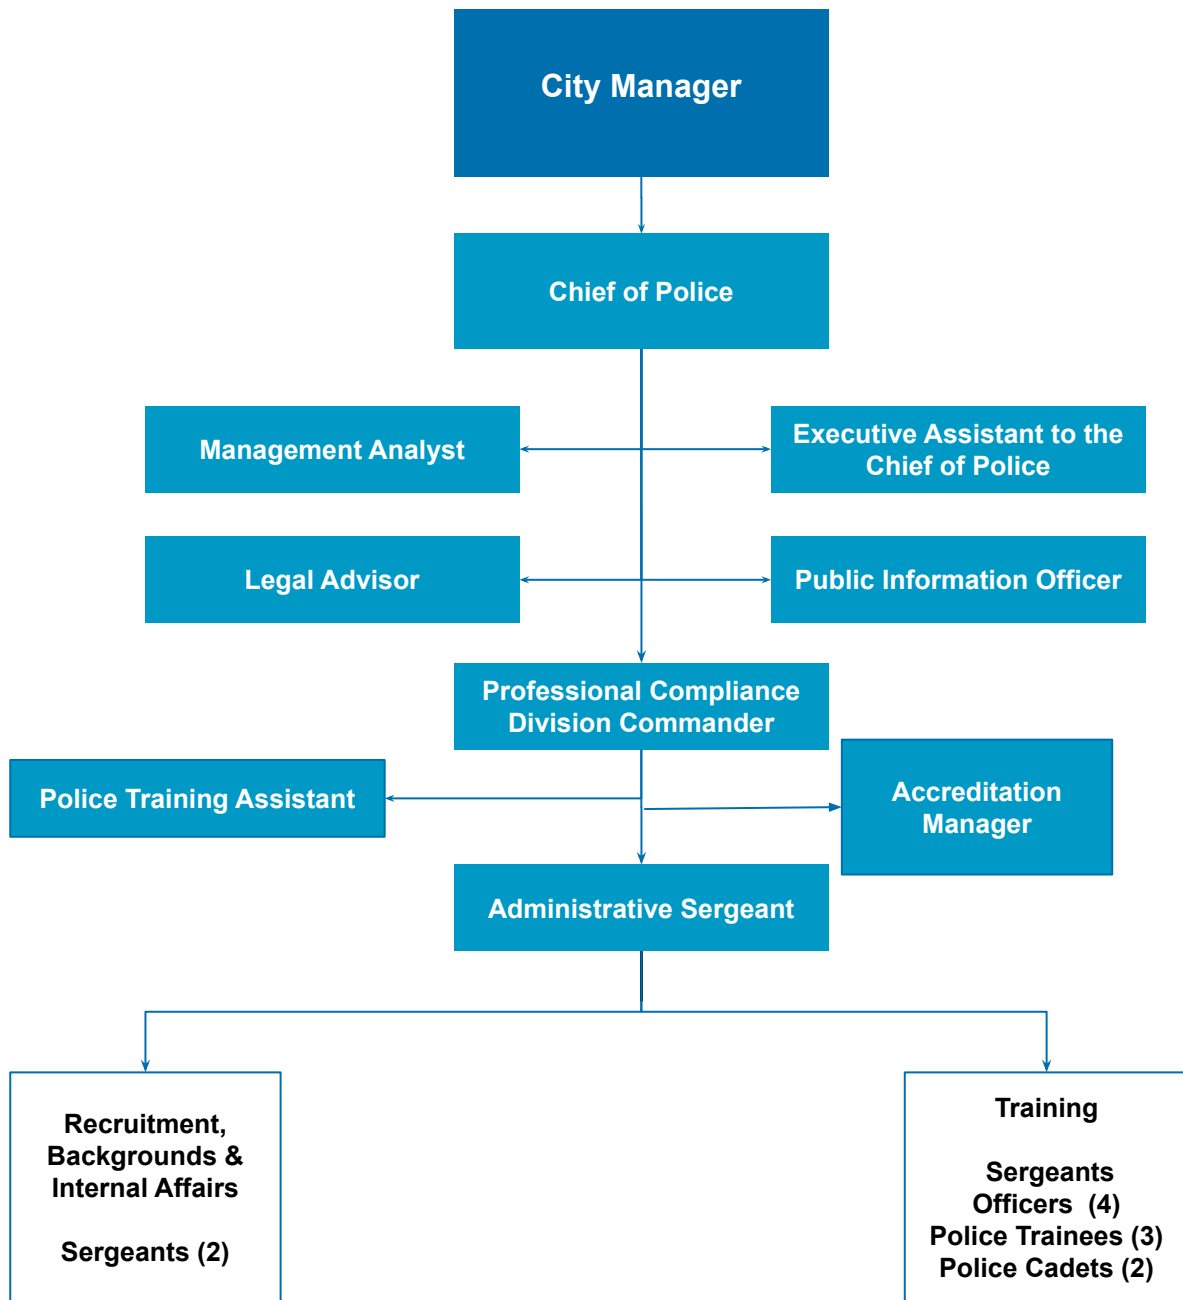 City Manager
Chief of Police
Management Analyst
Executive Assistant to the
Chief of Police
Legal Advisor
Public Information Officer
Professional Compliance
Division Commander
Police Training Assistant
Accreditation
Manager
Administrative Sergeant
Recruitment,
Backgrounds &
Internal Affairs
Sergeants (2)
Training
Sergeants
Officers (4)
Police Trainees (3)
Police Cadets (2)